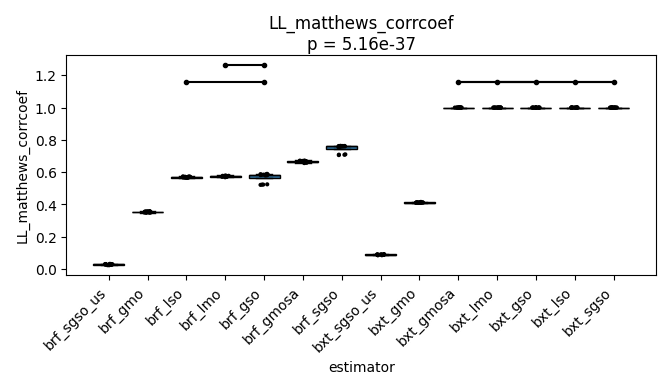 LL_matthews_corrcoef
p = 5.16e-37
LL_matthews_corrcoef
1.2
1.0
0.8
0.6
0.4
0.2
0.0
brf_sgso_us
brf_gmo
brf_lso
brf_lmo
brf_gso
brf_gmosa
brf_sgso
bxt_sgso_us
bxt_gmo
bxt_gmosa
bxt_lmo
bxt_gso
bxt_lso
bxt_sgso
estimator